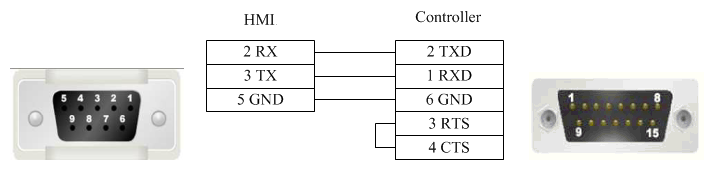 HMI
Controller
2 RX
2 TXD
3 TX
1 RXD
5 GND
6 GND
3 RTS
4 CTS
5 4 3 2 1
9 8 7 6
1 8
9 15